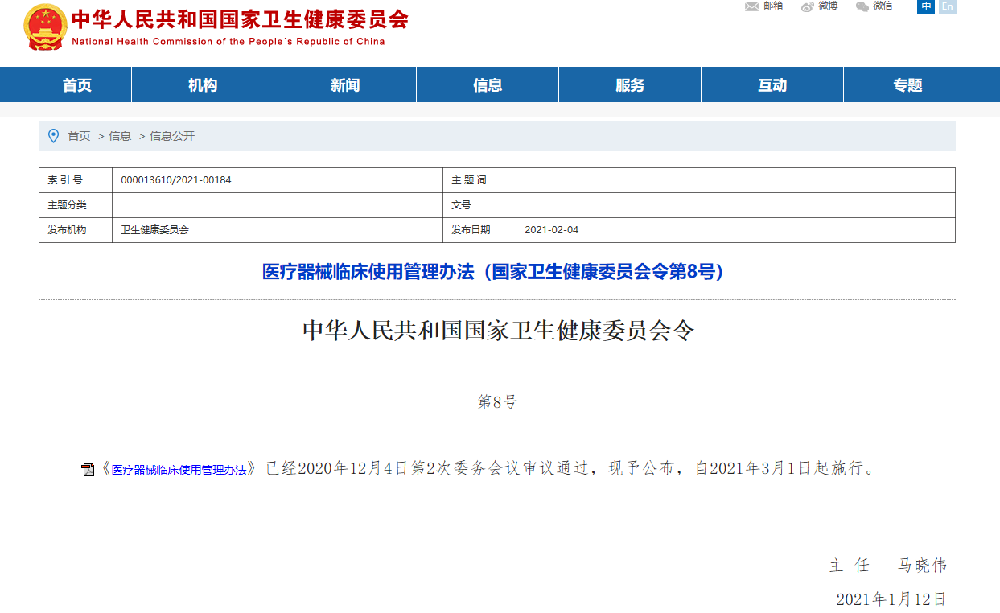 中华人民共和国国家卫生健康委员会
National Health Commission of the People´s Republic of China
邮箱 微博 微信 中 En
首页 机构 新闻 信息 服务 互动 专题
首页 > 信息 > 信息公开
索 引 号 000013610/2021-00184 主 题 词
主题分类 文号
发布机构 卫生健康委员会 发布日期 2021-02-04
医疗器械临床使用管理办法（国家卫生健康委员会令第8号）
中华人民共和国国家卫生健康委员会令
第8号
《医疗器械临床使用管理办法》已经2020年12月4日第2次委务会议审议通过，现予公布，自2021年3月1日起施行。
主 任 马晓伟
2021年1月12日